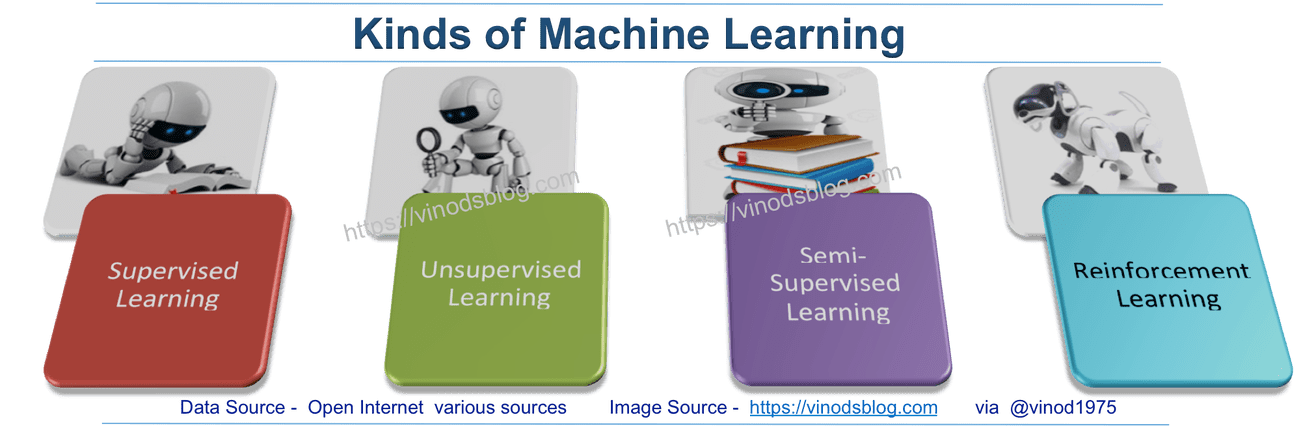 Kinds of Machine Learning
https://vinodsblog.com
https://vinodsblog.com
Supervised
Learning
Unsupervised
Learning
Semi-
Supervised
Learning
Reinforcement
Learning
Data Source - Open Internet various sources Image Source - https://vinodsblog.com via @vinod1975